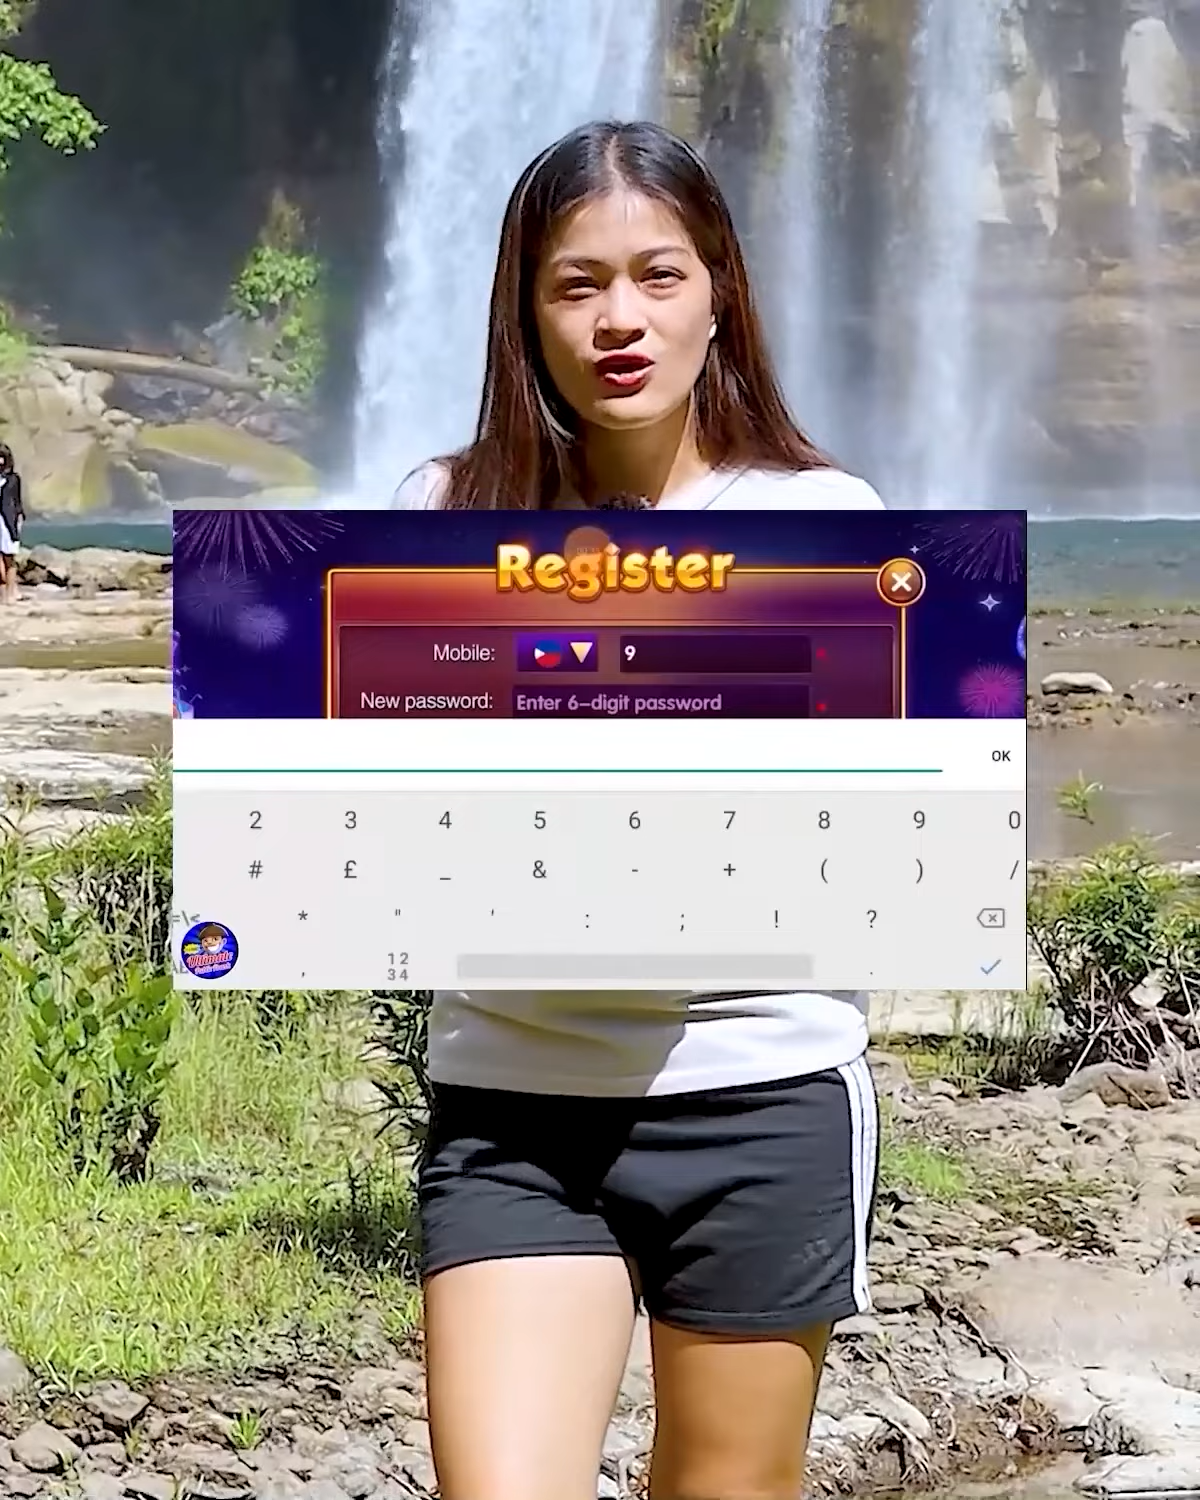 Register
Mobile:
9
New password:
Enter 6-digit password
OK
2 3 4 5 6 7 8 9 0
# £ _ & - + ( ) /
=\< * " ' : ; ! ?
Ultimate
, 12 .
34